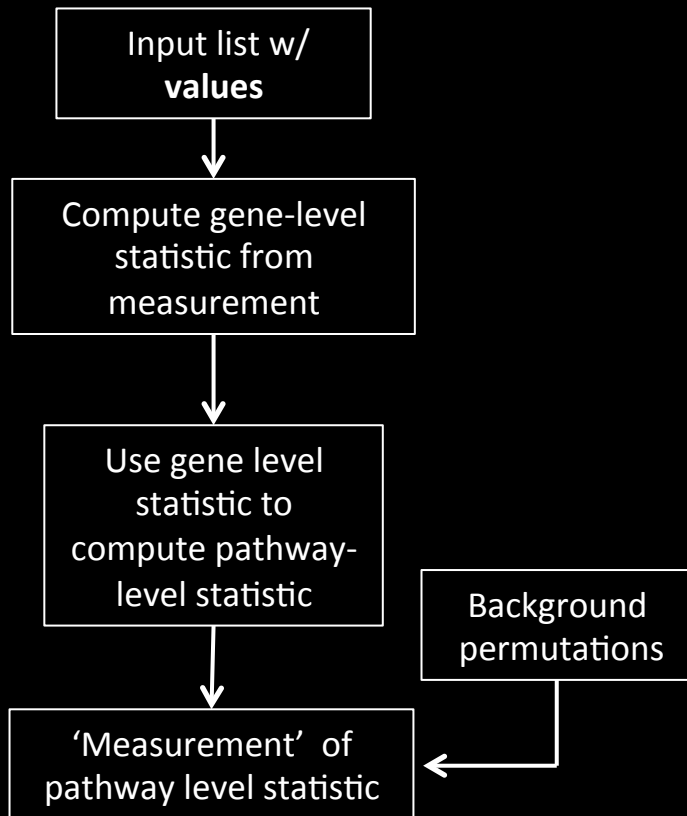 Input list w/
values
Compute gene-level
statistic from
measurement
Use gene level
statistic to
compute pathway-
level statistic
Background
permutations
‘Measurement’ of
pathway level statistic